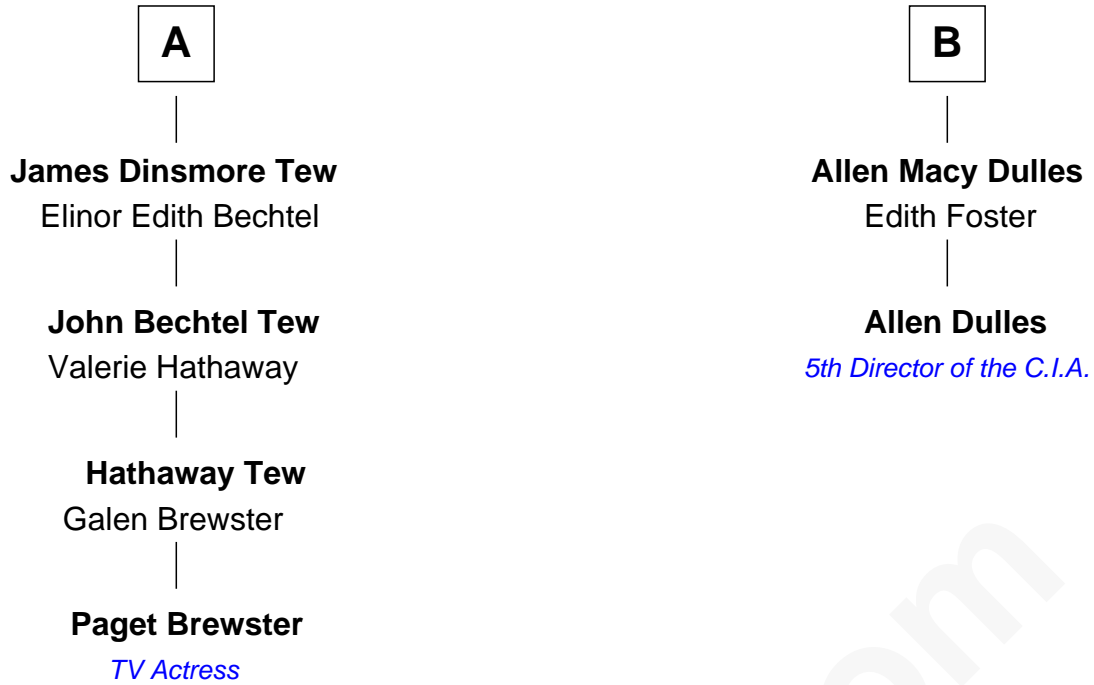 A
James Dinsmore Tew
Elinor Edith Bechtel
John Bechtel Tew
Valerie Hathaway
Hathaway Tew
Galen Brewster
Paget Brewster
TV Actress
B
Allen Macy Dulles
Edith Foster
Allen Dulles
5th Director of the C.I.A.
om